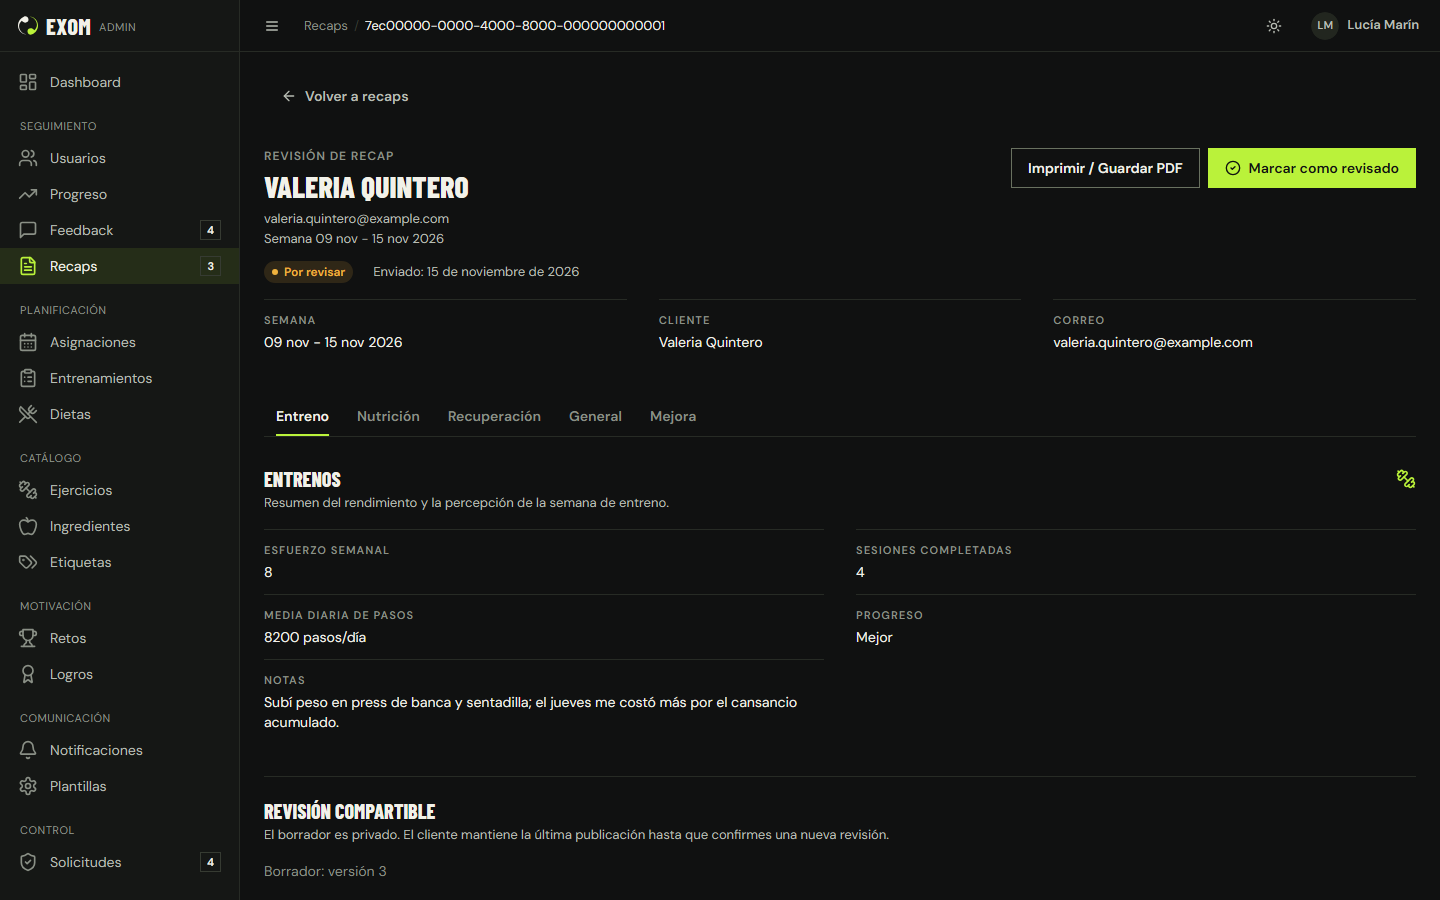 EXOM ADMIN
Recaps / 7ec00000-0000-4000-8000-000000000001
LM Lucía Marín
Dashboard
SEGUIMIENTO
Usuarios
Progreso
Feedback 4
Recaps 3
PLANIFICACIÓN
Asignaciones
Entrenamientos
Dietas
CATÁLOGO
Ejercicios
Ingredientes
Etiquetas
MOTIVACIÓN
Retos
Logros
COMUNICACIÓN
Notificaciones
Plantillas
CONTROL
Solicitudes 4
Volver a recaps
REVISIÓN DE RECAP
VALERIA QUINTERO
valeria.quintero@example.com
Semana 09 nov - 15 nov 2026
Por revisar Enviado: 15 de noviembre de 2026
Imprimir / Guardar PDF
Marcar como revisado
SEMANA
09 nov - 15 nov 2026
CLIENTE
Valeria Quintero
CORREO
valeria.quintero@example.com
Entreno Nutrición Recuperación General Mejora
ENTRENOS
Resumen del rendimiento y la percepción de la semana de entreno.
ESFUERZO SEMANAL
8
SESIONES COMPLETADAS
4
MEDIA DIARIA DE PASOS
8200 pasos/día
PROGRESO
Mejor
NOTAS
Subí peso en press de banca y sentadilla; el jueves me costó más por el cansancio
acumulado.
REVISIÓN COMPARTIBLE
El borrador es privado. El cliente mantiene la última publicación hasta que confirmes una nueva revisión.
Borrador: versión 3